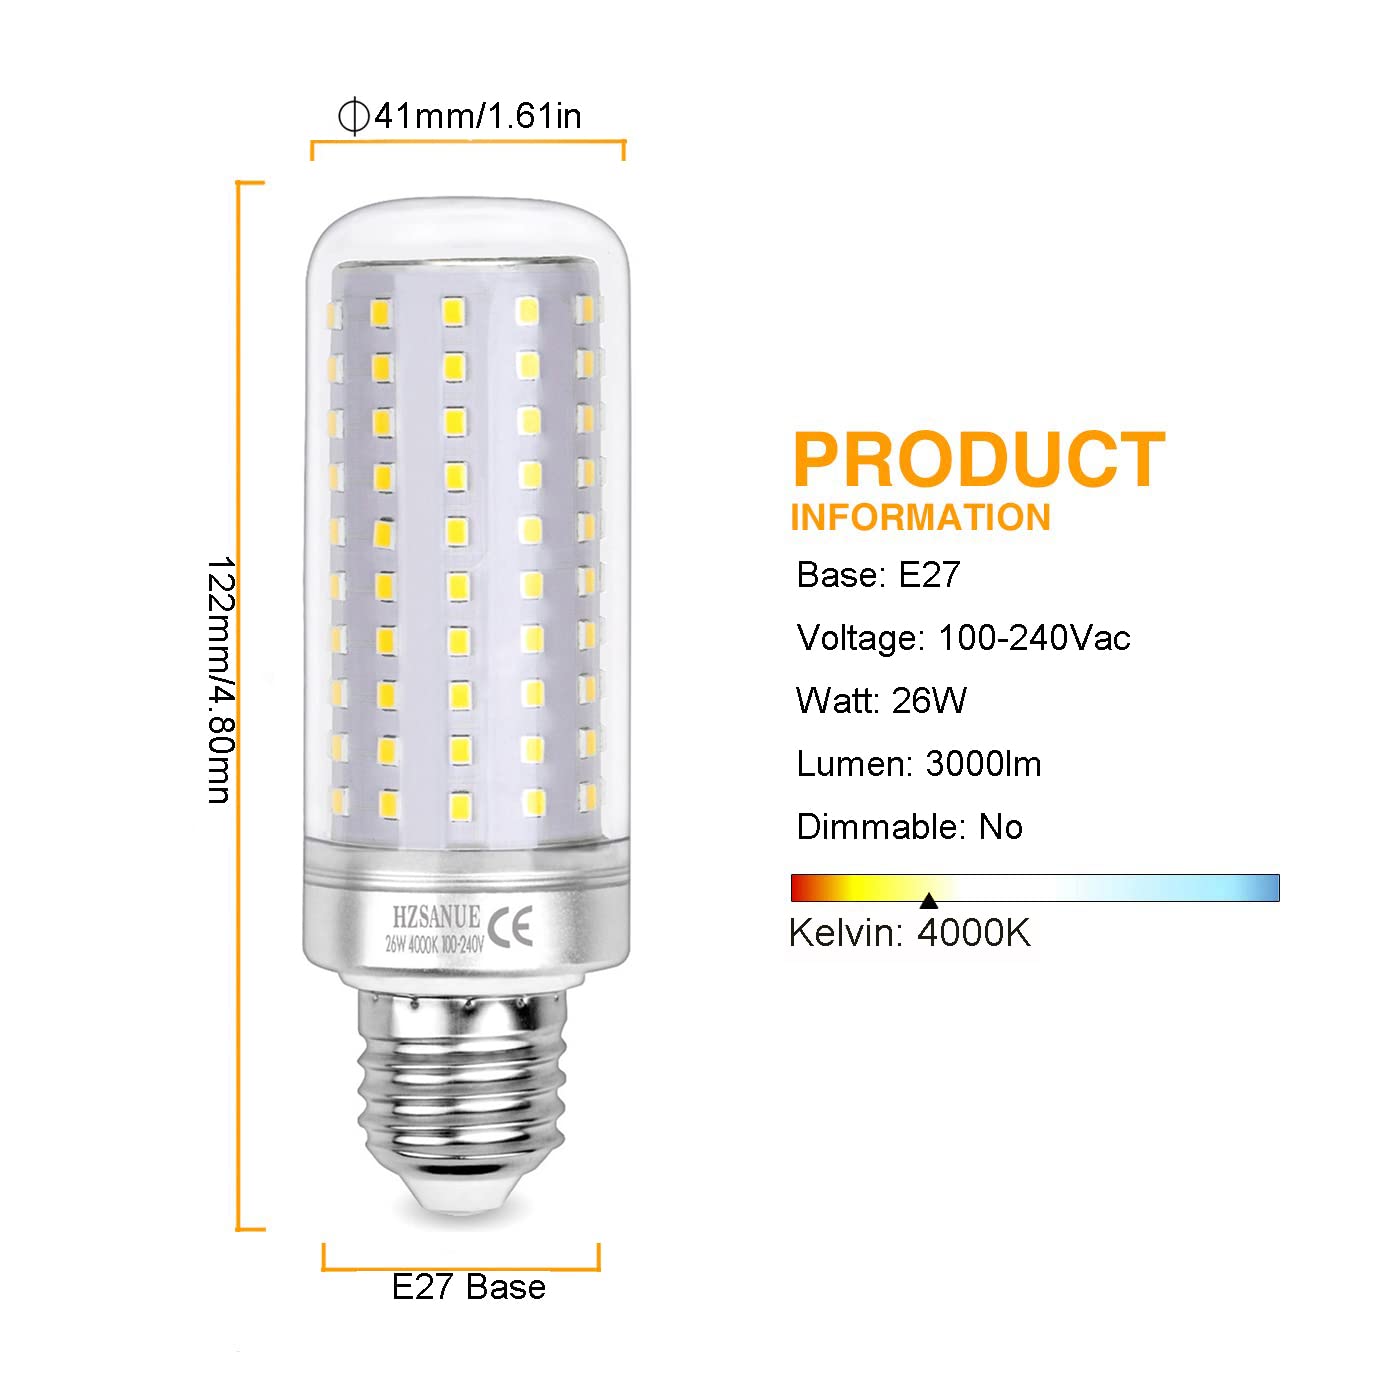 ⌀41mm/1.61in
122mm/4.80mn
HZSANUE CE
26W 4000K 100-240V
E27 Base
PRODUCT
INFORMATION
Base: E27
Voltage: 100-240Vac
Watt: 26W
Lumen: 3000lm
Dimmable: No
Kelvin: 4000K